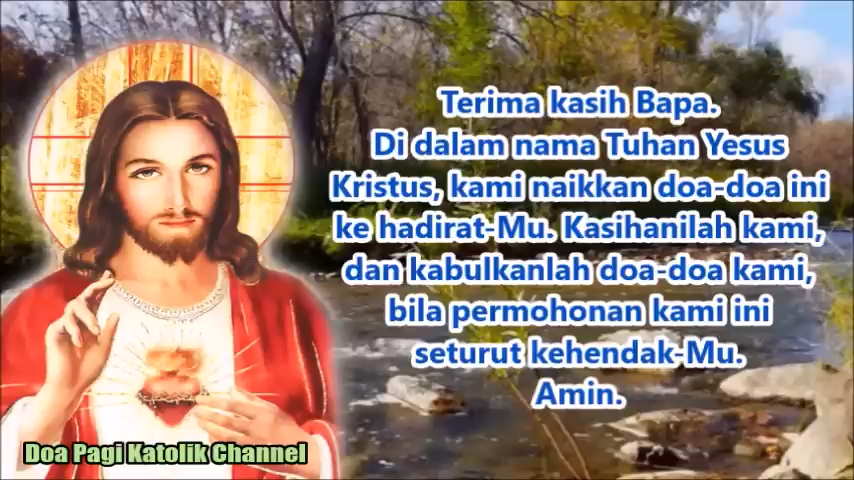 Terima kasih Bapa.
Di dalam nama Tuhan Yesus
Kristus, kami naikkan doa-doa ini
ke hadirat-Mu. Kasihanilah kami,
dan kabulkanlah doa-doa kami,
bila permohonan kami ini
seturut kehendak-Mu.
Amin.
Doa Pagi Katolik Channel